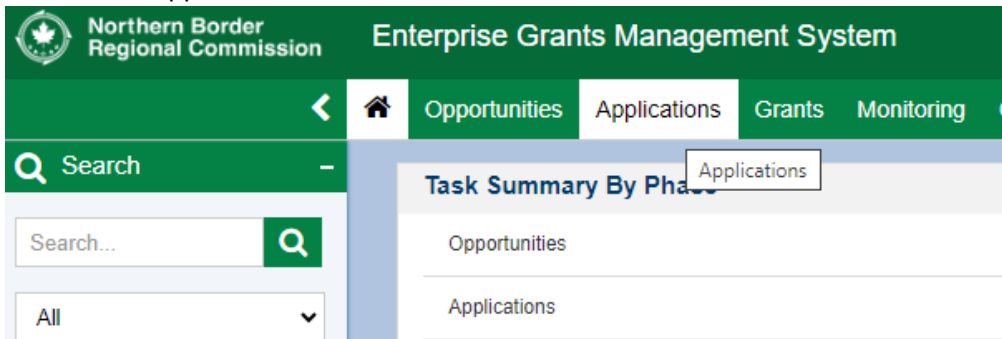 Northern Border
Regional Commission
Enterprise Grants Management System
Opportunities Applications Grants Monitoring
Search
Applications
Task Summary By
Search...
Opportunities
All
Applications